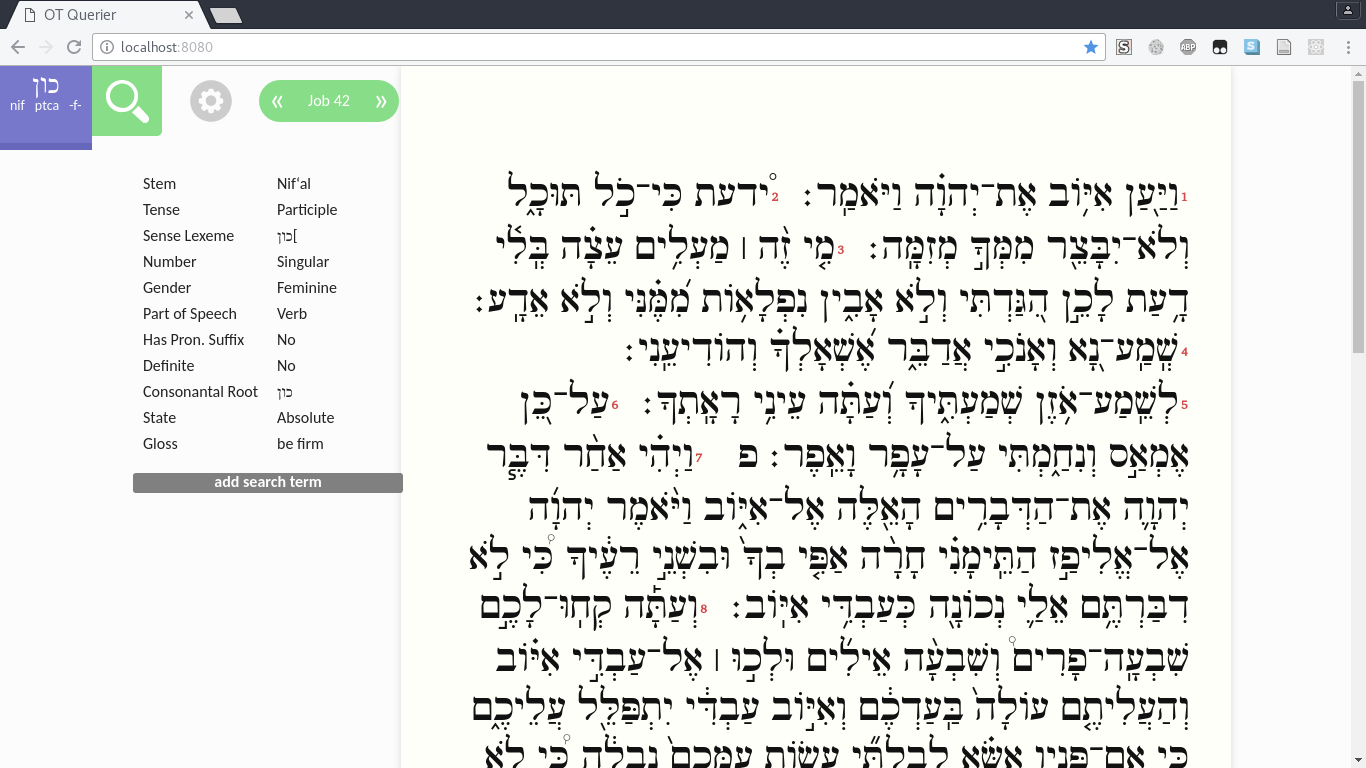 OT Querier
localhost:8080
כון
nif ptca -f-
« Job 42 »
Stem Nif‘al
Tense Participle
Sense Lexeme כון[
Number Singular
Gender Feminine
Part of Speech Verb
Has Pron. Suffix No
Definite No
Consonantal Root כון
State Absolute
Gloss be firm
add search term
1 וַיַּ֖עַן אִיּ֥וֹב אֶת־יְהוָ֗ה וַיֹּאמַֽר׃ 2 ידעת כִּי־כֹ֣ל תּוּכָ֑ל
וְלֹא־יִבָּצֵ֖ר מִמְּךָ֣ מְזִמָּֽה׃ 3 מִ֤י זֶ֨ה ׀ מַעְלִ֥ים עֵצָ֗ה בְּֽלִ֫י
דָ֥עַת לָכֵ֣ן הִ֭גַּדְתִּי וְלֹ֣א אָבִ֑ין נִפְלָא֥וֹת מִ֝מֶּ֗נִּי וְלֹ֣א אֵדָֽע׃
4 שְֽׁמַֽע־נָ֭א וְאָנֹכִ֣י אֲדַבֵּ֑ר אֶ֝שְׁאָלְךָ֗ וְהוֹדִיעֵֽנִי׃
5 לְשֵֽׁמַע־אֹ֥זֶן שְׁמַעְתִּ֑יךָ וְ֝עַתָּ֗ה עֵינִ֥י רָאָֽתְךָ׃ 6 עַל־כֵּ֭ן
אֶמְאַ֣ס וְנִחַ֑מְתִּי עַל־עָפָ֥ר וָאֵֽפֶר׃ פ 7 וַיְהִ֗י אַחַ֨ר דִּבֶּ֧ר
יְהוָ֛ה אֶת־הַדְּבָרִ֥ים הָאֵ֖לֶּה אֶל־אִיּ֑וֹב וַיֹּ֨אמֶר יְהוָ֜ה
אֶל־אֱלִיפַ֣ז הַתֵּֽימָנִ֗י חָרָ֨ה אַפִּ֤י בְךָ֙ וּבִשְׁנֵ֣י רֵעֶ֔יךָ כִּ֠י לֹ֣א
דִבַּרְתֶּ֥ם אֵלַ֛י נְכוֹנָ֖ה כְּעַבְדִּ֥י אִיּֽוֹב׃ 8 וְעַתָּ֡ה קְחֽוּ־לָכֶ֣ם
שִׁבְעָֽה־פָרִים֩ וְשִׁבְעָ֨ה אֵילִ֜ים וּלְכ֣וּ ׀ אֶל־עַבְדִּ֣י אִיּ֗וֹב
וְהַעֲלִיתֶ֤ם עוֹלָה֙ בַּֽעַדְכֶ֔ם וְאִיּ֣וֹב עַבְדִּ֔י יִתְפַּלֵּ֖ל עֲלֵיכֶ֑ם
כִּ֧י אִם־פָּנָ֣יו אֶשָּׂ֗א לְבִלְתִּ֞י עֲשׂ֤וֹת עִמָּכֶם֙ נְבָלָ֔ה כִּ֠י לֹ֣א